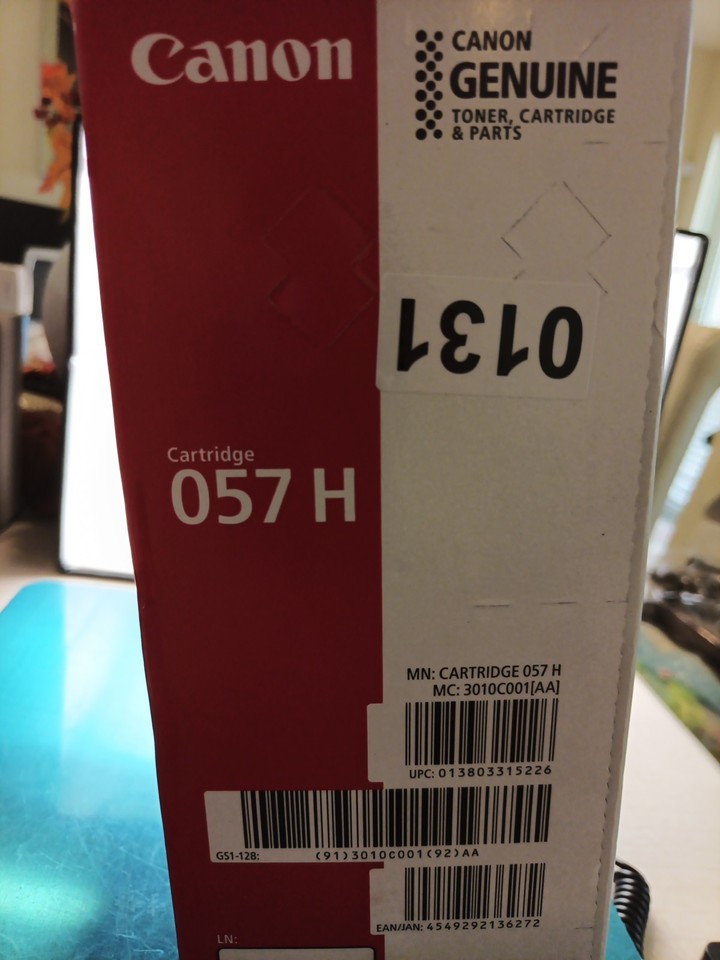 Canon
CANON
GENUINE
TONER, CARTRIDGE
& PARTS
0131
Cartridge
057 H
MN: CARTRIDGE 057 H
MC: 3010C001[AA]
UPC: 013803315226
GS1-128: (91)3010C001(92)AA
EAN/JAN: 4549292136272
LN: